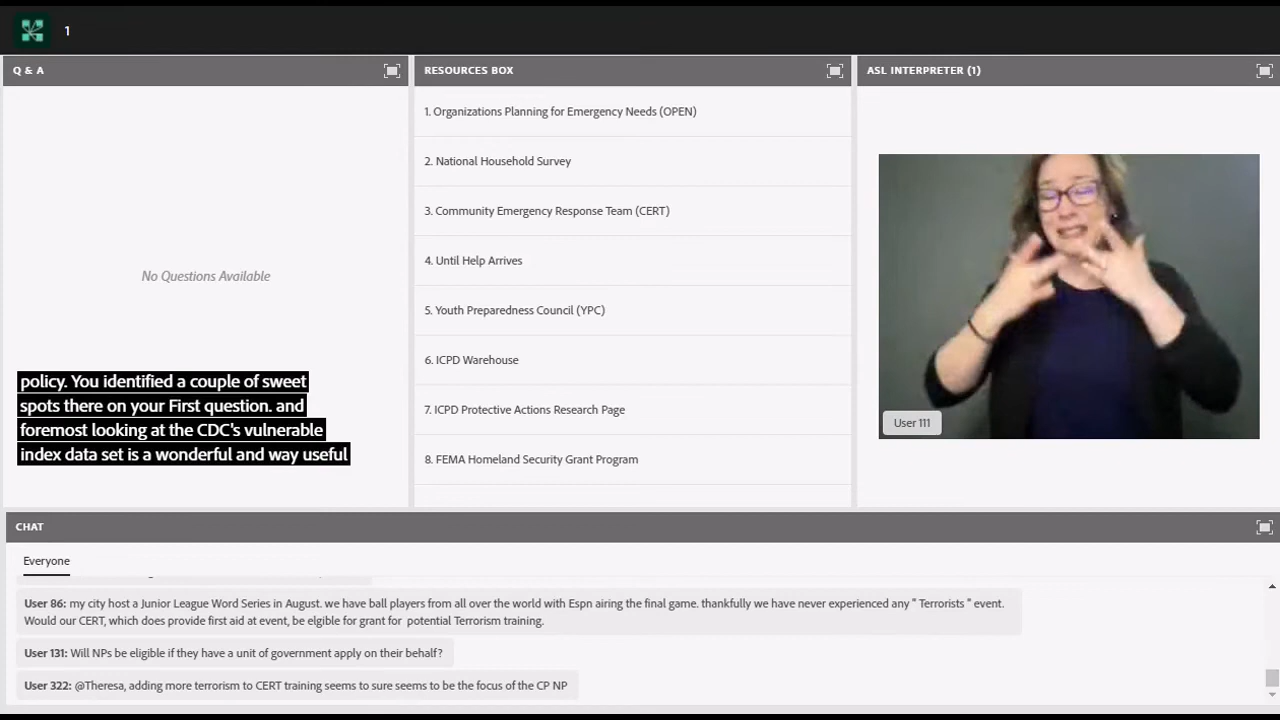 1
Q & A
No Questions Available
policy. You identified a couple of sweet
spots there on your First question. and
foremost looking at the CDC's vulnerable
index data set is a wonderful and way useful
RESOURCES BOX
1. Organizations Planning for Emergency Needs (OPEN)
2. National Household Survey
3. Community Emergency Response Team (CERT)
4. Until Help Arrives
5. Youth Preparedness Council (YPC)
6. ICPD Warehouse
7. ICPD Protective Actions Research Page
8. FEMA Homeland Security Grant Program
ASL INTERPRETER (1)
User 111
CHAT
Everyone
User 86: my city host a Junior League Word Series in August. we have ball players from all over the world with Espn airing the final game. thankfully we have never experienced any " Terrorists " event.
Would our CERT, which does provide first aid at event, be elgible for grant for potential Terrorism training.
User 131: Will NPs be eligible if they have a unit of government apply on their behalf?
User 322: @Theresa, adding more terrorism to CERT training seems to sure seems to be the focus of the CP NP